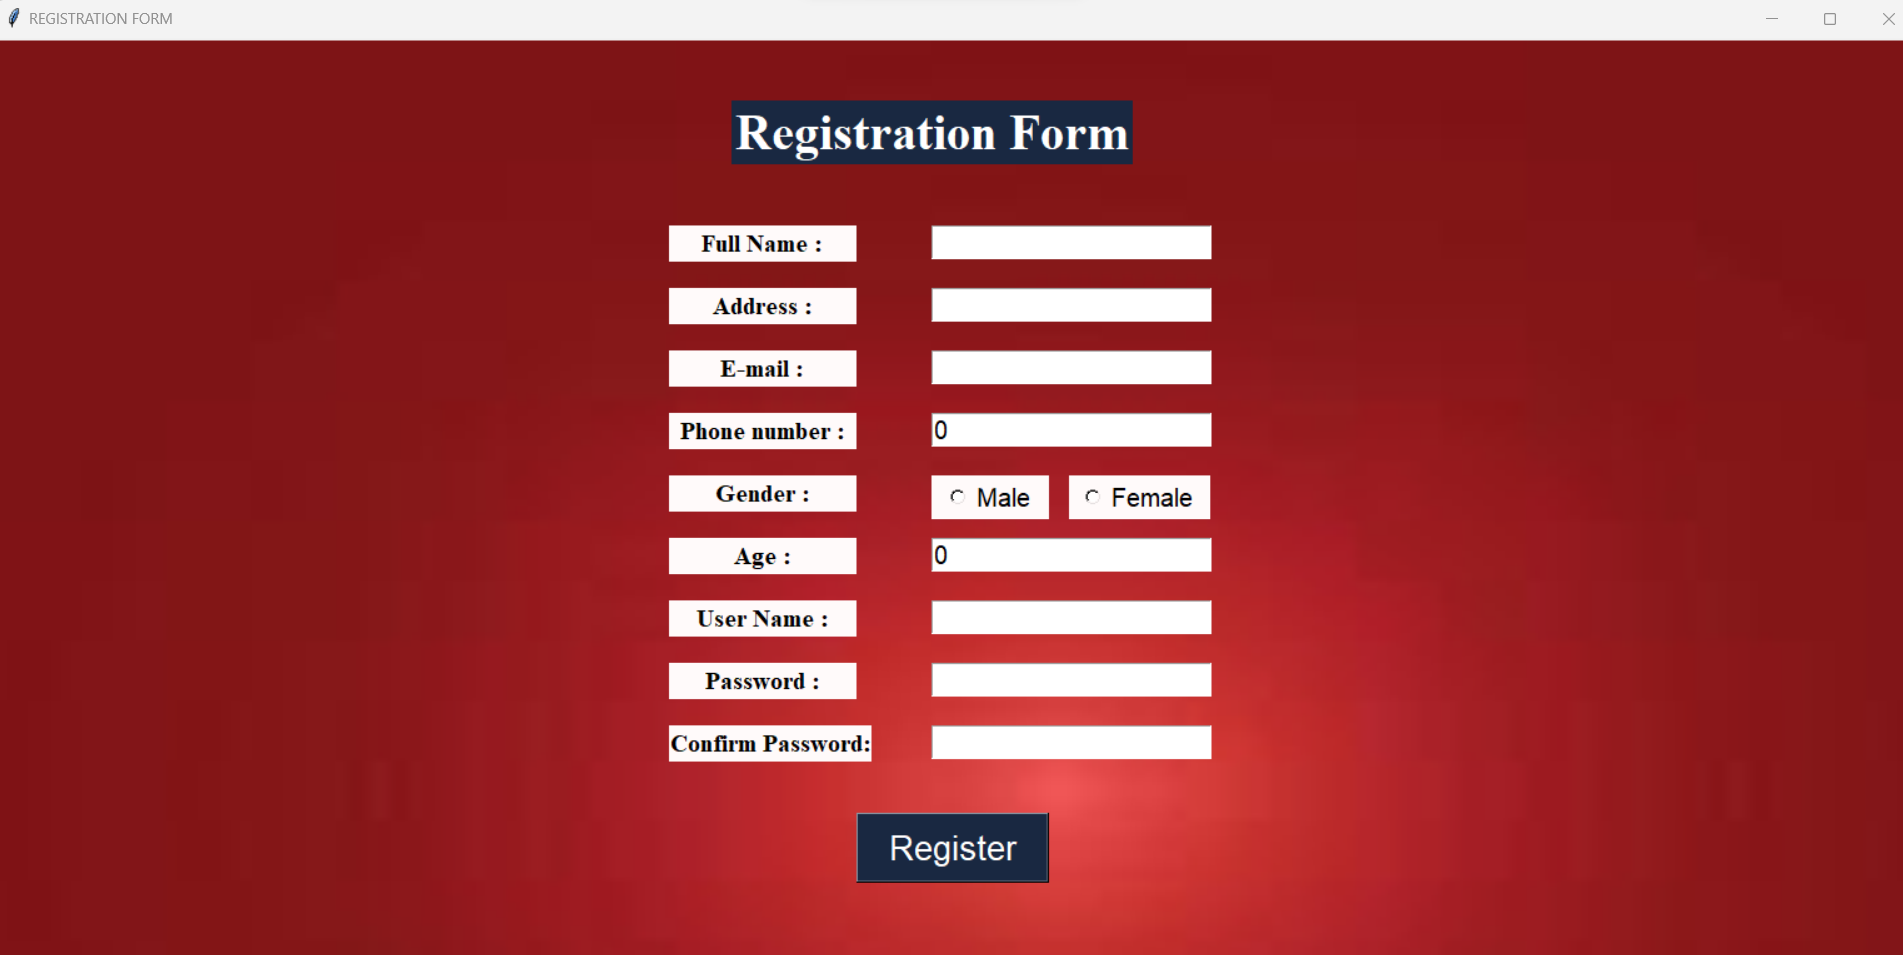 REGISTRATION FORM
Registration Form
Full Name :
Address :
E-mail :
Phone number : 0
Gender : Male Female
Age : 0
User Name :
Password :
Confirm Password:
Register